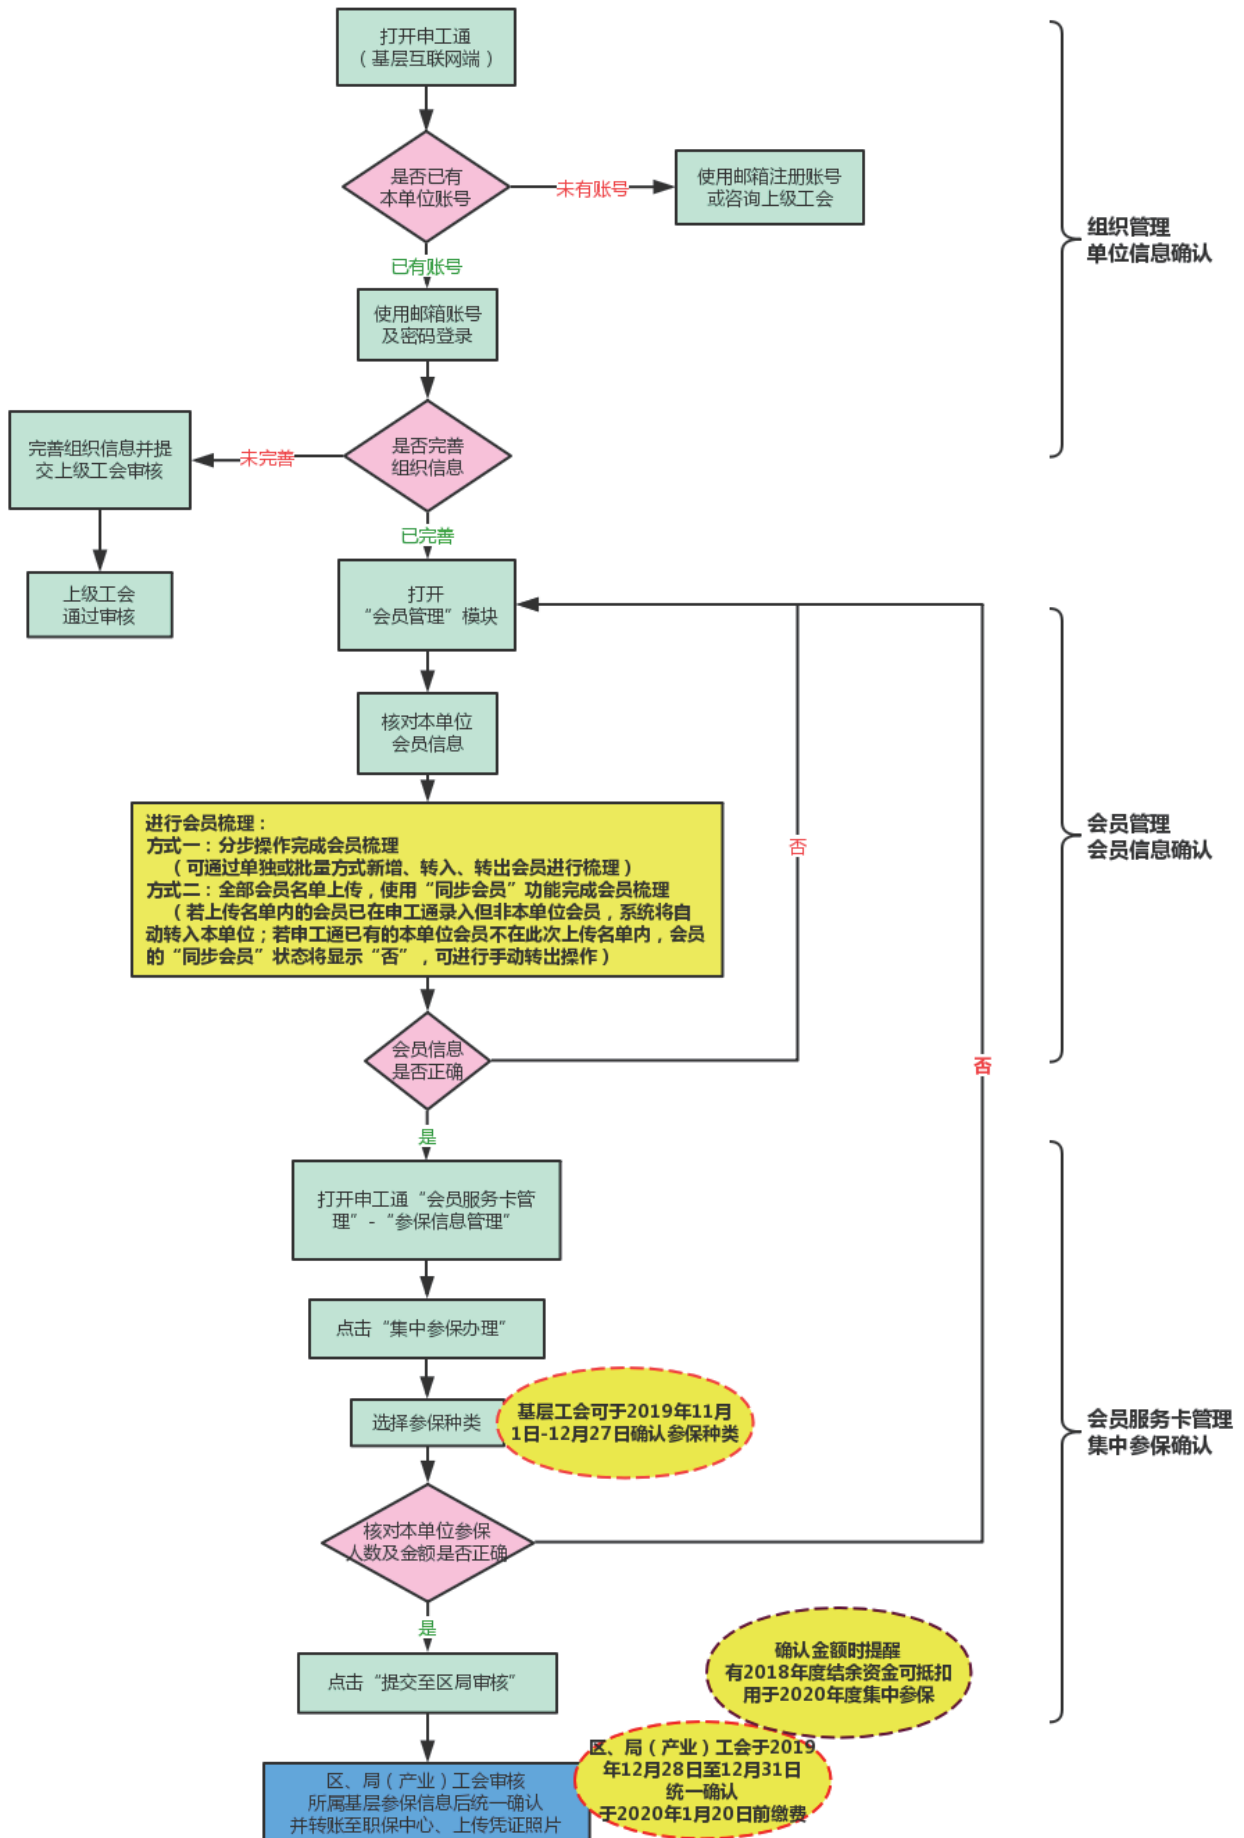 打开申工通
（基层互联网端）
是否已有
本单位账号
未有账号
使用邮箱注册账号
或咨询上级工会
组织管理
单位信息确认
已有账号
使用邮箱账号
及密码登录
是否完善
组织信息
未完善
完善组织信息并提
交上级工会审核
上级工会
通过审核
已完善
打开
“会员管理”模块
核对本单位
会员信息
进行会员梳理：
方式一：分步操作完成会员梳理
（可通过单独或批量方式新增、转入、转出会员进行梳理）
方式二：全部会员名单上传，使用“同步会员”功能完成会员梳理
（若上传名单内的会员已在申工通录入但非本单位会员，系统将自
动转入本单位；若申工通已有的本单位会员不在此次上传名单内，会员
的“同步会员”状态将显示“否”，可进行手动转出操作）
否
会员管理
会员信息确认
会员信息
是否正确
否
是
打开申工通“会员服务卡管
理”-“参保信息管理”
点击“集中参保办理”
选择参保种类
基层工会可于2019年11月
1日-12月27日确认参保种类
会员服务卡管理
集中参保确认
核对本单位参保
人数及金额是否正确
是
点击“提交至区局审核”
确认金额时提醒
有2018年度结余资金可抵扣
用于2020年度集中参保
区、局（产业）工会审核
所属基层参保信息后统一确认
并转账至职保中心、上传凭证照片
区、局（产业）工会于2019
年12月28日至12月31日
统一确认
于2020年1月20日前缴费